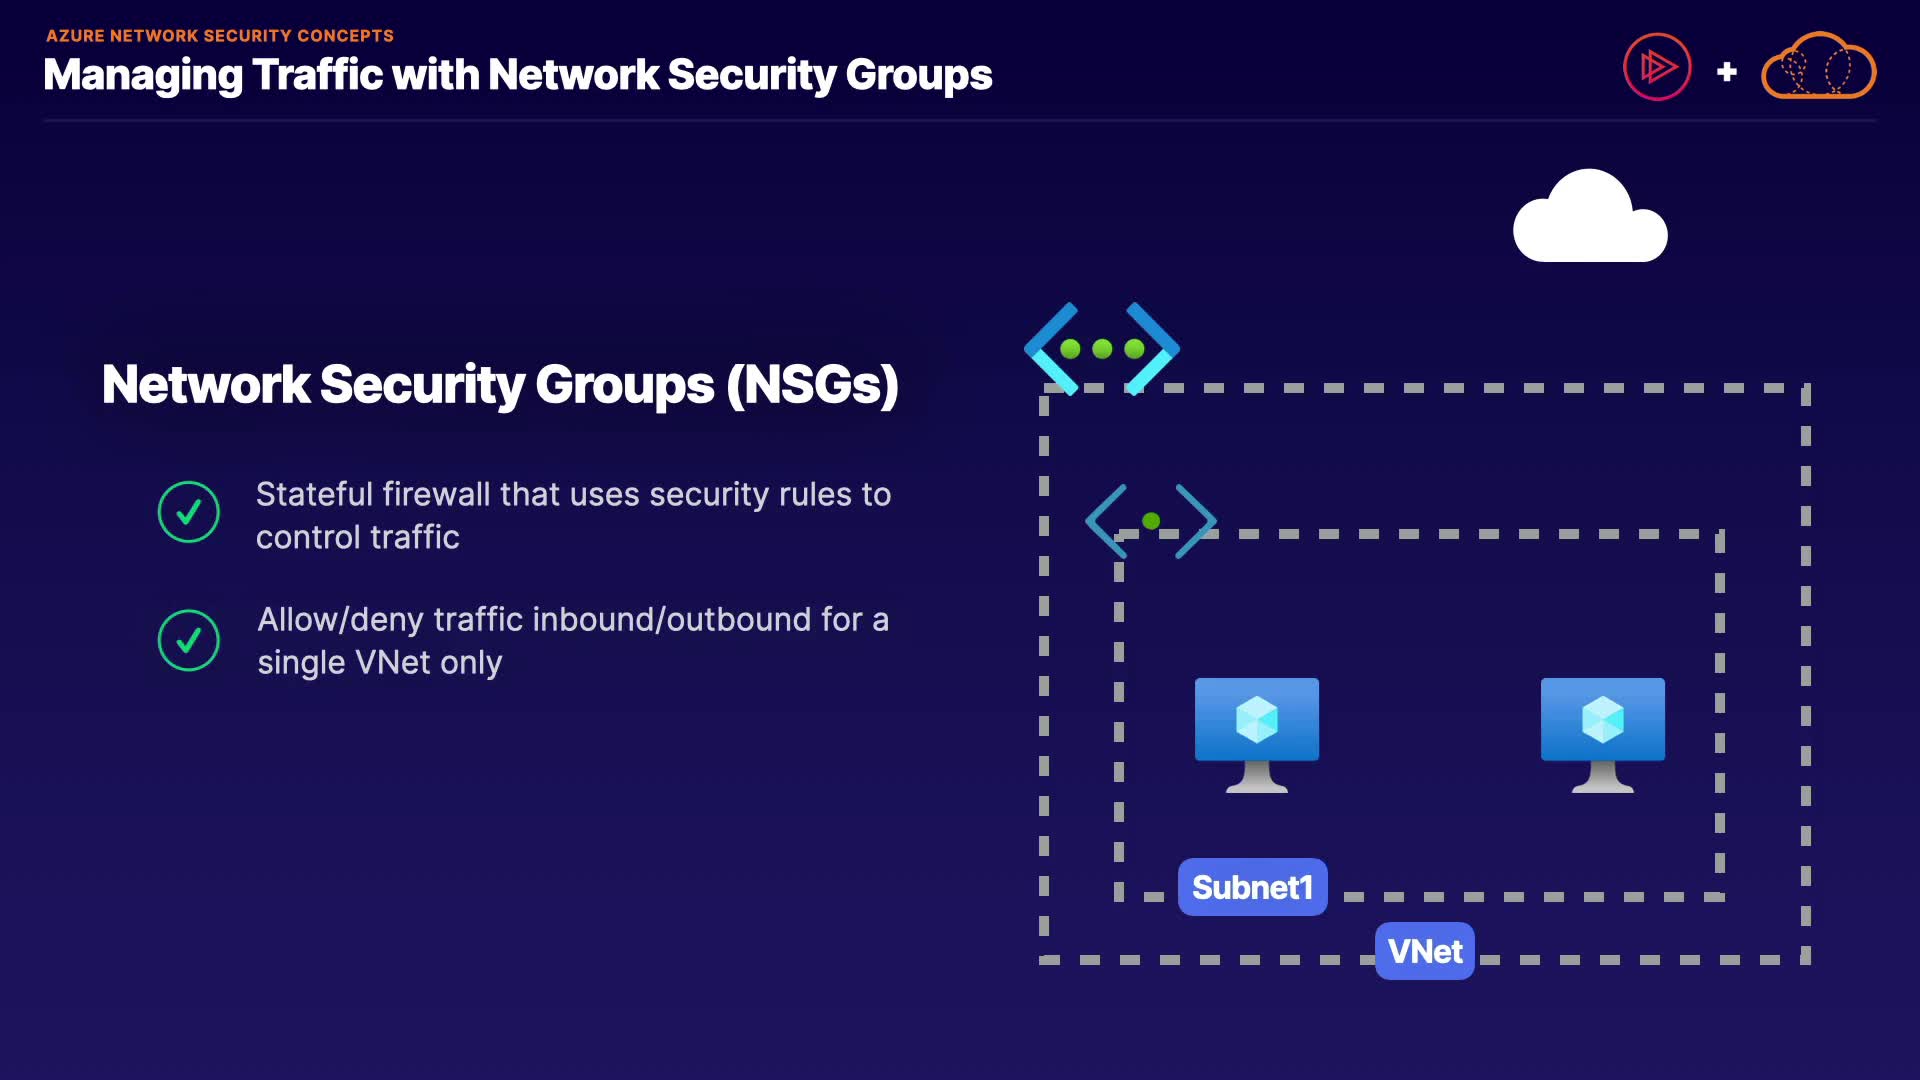 AZURE NETWORK SECURITY CONCEPTS
Managing Traffic with Network Security Groups
Network Security Groups (NSGs)
Stateful firewall that uses security rules to
control traffic
Allow/deny traffic inbound/outbound for a
single VNet only
Subnet1
VNet